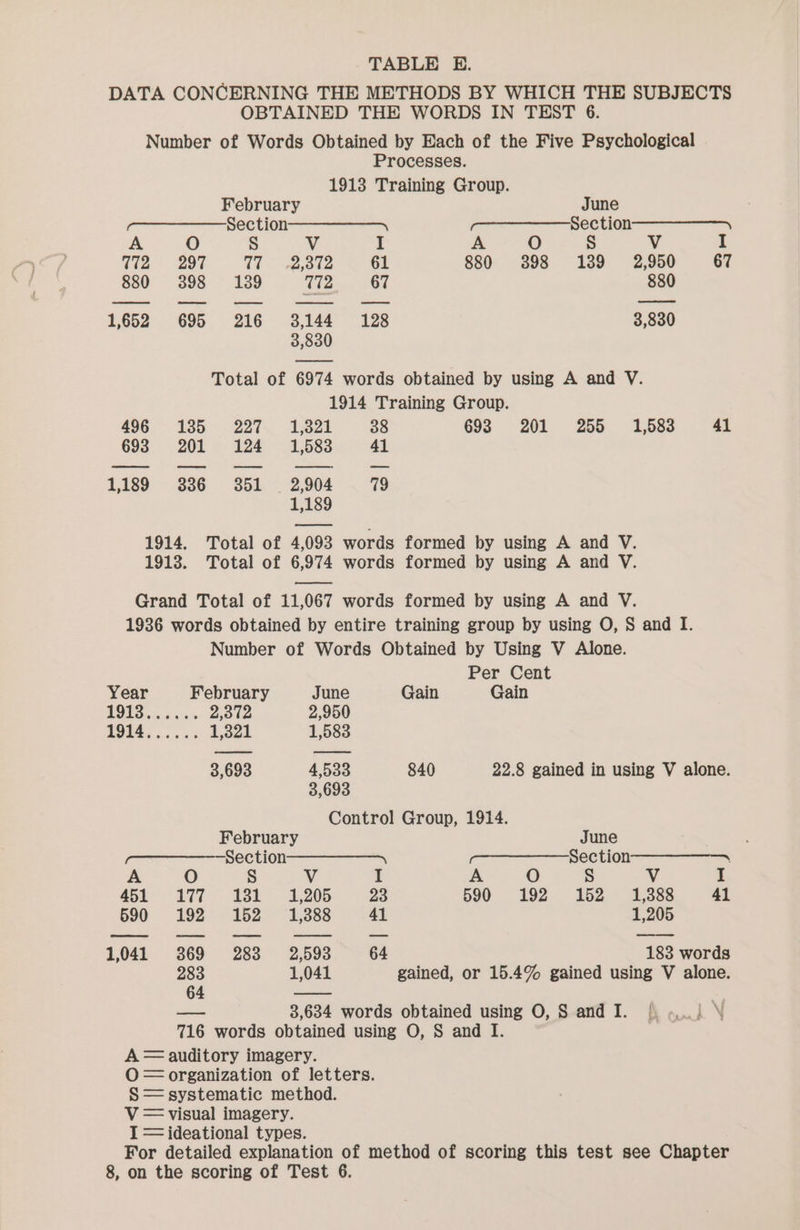 TABLE E.
DATA CONCERNING THE METHODS BY WHICH THE SUBJECTS
OBTAINED THE WORDS IN TEST 6.
Number of Words Obtained by Each of the Five Psychological
Processes.
1913 Training Group.
February June
Section Section
A O S V I A O S V I
772 297 77 2,372 61 880 398 139 2,950 67
880 398 139 772 67 880
1,652 695 216 3,144 128 3,830
3,830
Total of 6974 words obtained by using A and V.
1914 Training Group.
496 135 227 1,321 38 693 201 255 1,583 41
693 201 124 1,583 41
1,189 336 351 2,904 79
1,189
1914. Total of 4,093 words formed by using A and V.
1913. Total of 6,974 words formed by using A and V.
Grand Total of 11,067 words formed by using A and V.
1936 words obtained by entire training group by using O, S and I.
Number of Words Obtained by Using V Alone.
Per Cent
Year February June Gain Gain
1913...... 2,372 2,950
1914...... 1,321 1,583
3,693 4,533 840 22.8 gained in using V alone.
3,693
Control Group, 1914.
February June
Section Section
A O S V I A O S V I
451 177 131 1,205 23 590 192 152 1,388 41
590 192 152 1,388 41 1,205
1,041 369 283 2,593 64 183 words
283 1,041 gained, or 15.4% gained using V alone.
64
3,634 words obtained using O, S and I. A and V
716 words obtained using O, S and I.
A = auditory imagery.
O = organization of letters.
S = systematic method.
V = visual imagery.
I = ideational types.
For detailed explanation of method of scoring this test see Chapter
8, on the scoring of Test 6.